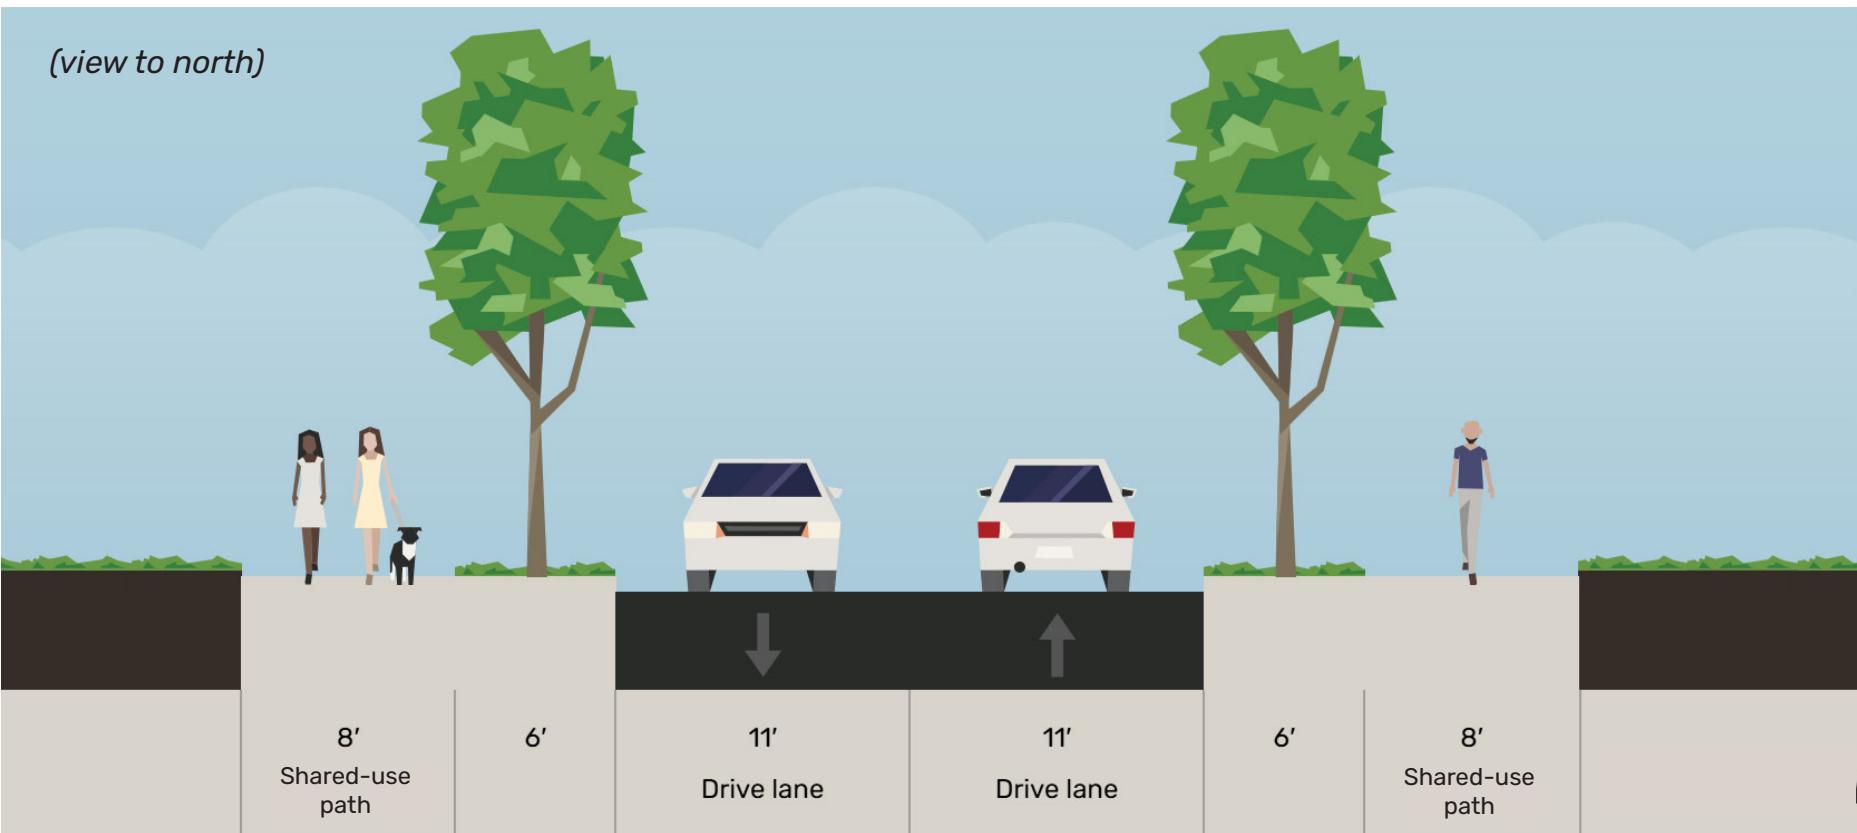 (view to north)
8′
6′
11′
11′
6′
8′
Shared-use
path
Drive lane
Drive lane
Shared-use
path